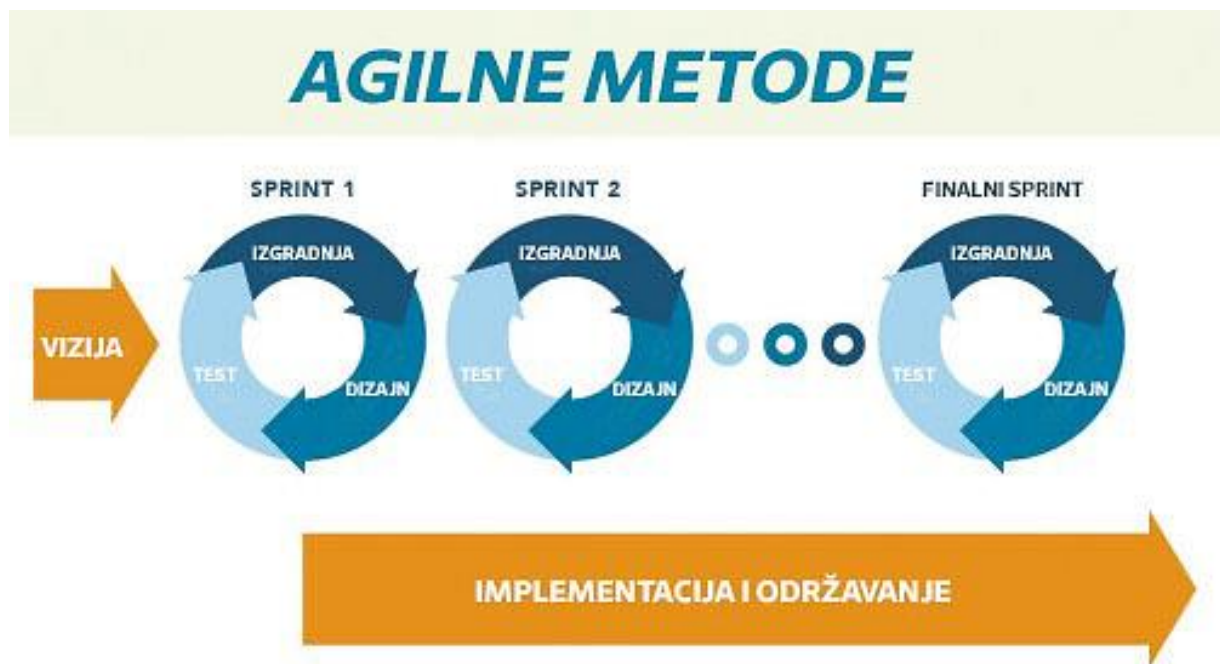 AGILNE METODE
SPRINT 1
SPRINT 2
FINALNI SPRINT
VIZIJA
IZGRADNJA
TEST
DIZAJN
IZGRADNJA
TEST
DIZAJN
IZGRADNJA
TEST
DIZAJN
IMPLEMENTACIJA I ODRŽAVANJE